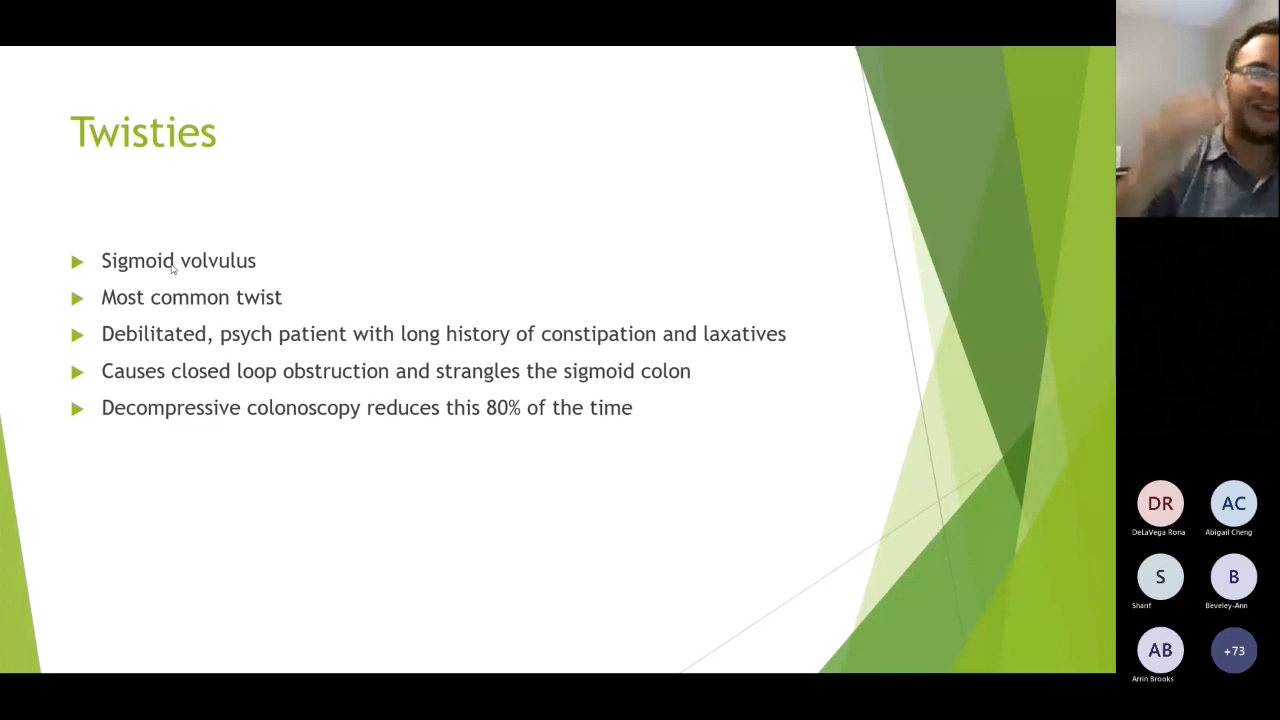 Twisties
Sigmoid volvulus
Most common twist
Debilitated, psych patient with long history of constipation and laxatives
Causes closed loop obstruction and strangles the sigmoid colon
Decompressive colonoscopy reduces this 80% of the time
DR
AC
DeLaVega Rona
Abigail Cheng
S
B
Sharif
Beveley-Ann
AB
+73
Arrin Brooks